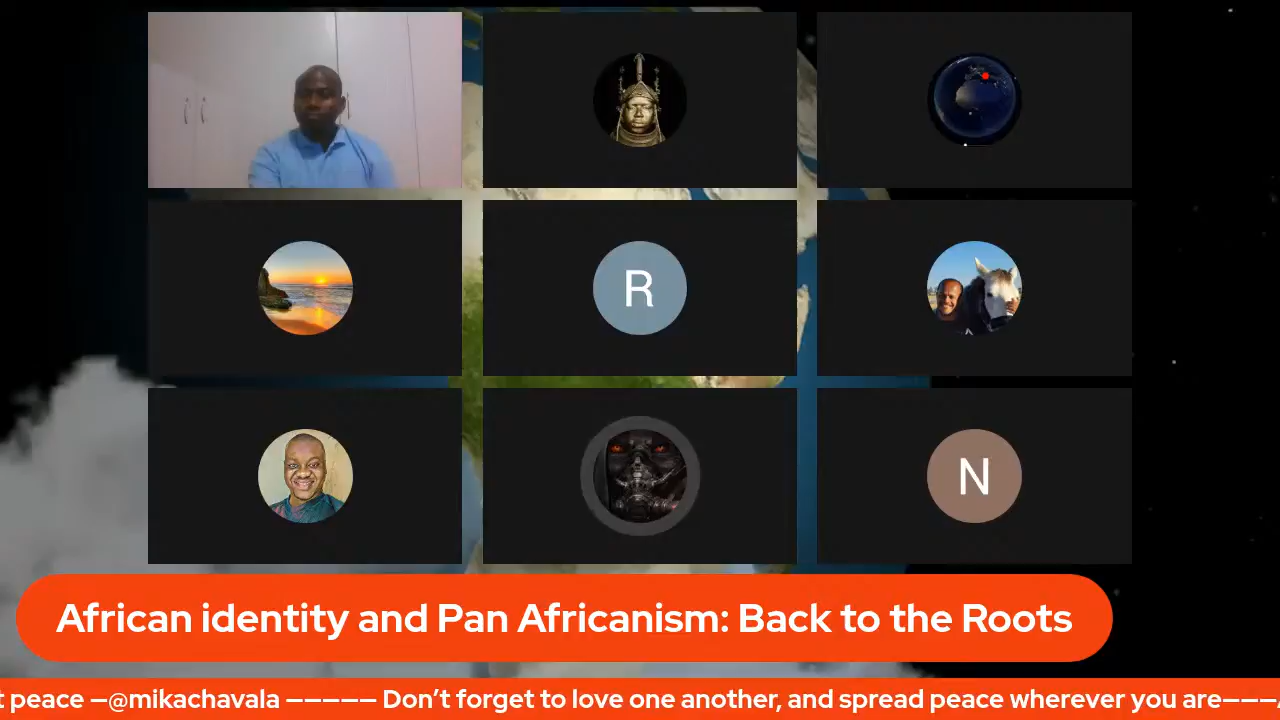 R
N
African identity and Pan Africanism: Back to the Roots
t peace —@mikachavala ––––– Don’t forget to love one another, and spread peace wherever you are–––